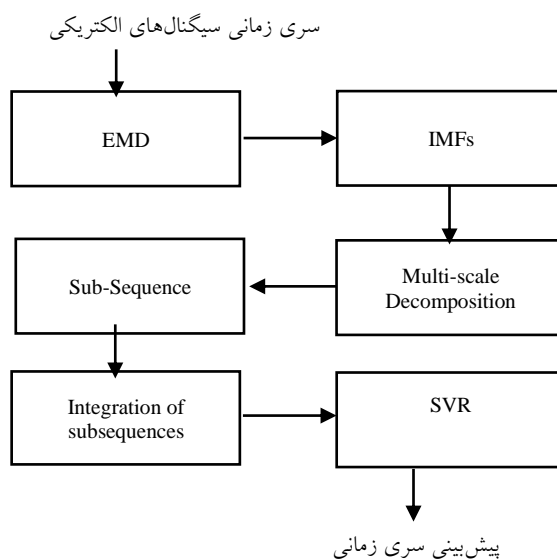 سری زمانی سیگنال‌های الکتریکی
EMD
IMFs
Multi-scale
Decomposition
Sub-Sequence
Integration of
subsequences
SVR
پیش‌بینی سری زمانی